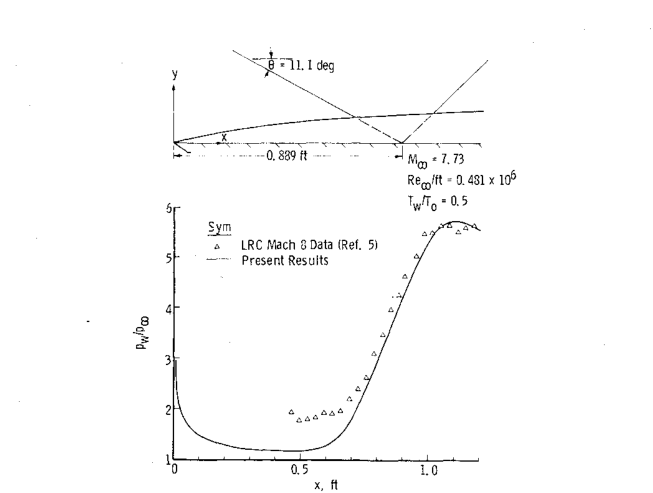 θ = 11.1 deg
y
x
0.889 ft
M∞ = 7.73
Re∞/ft = 0.481 x 10⁶
Tw/To = 0.5
Sym
△ LRC Mach 8 Data (Ref. 5)
Present Results
6
5
4
3
2
1
pw/p∞
0
0.5
1.0
x, ft